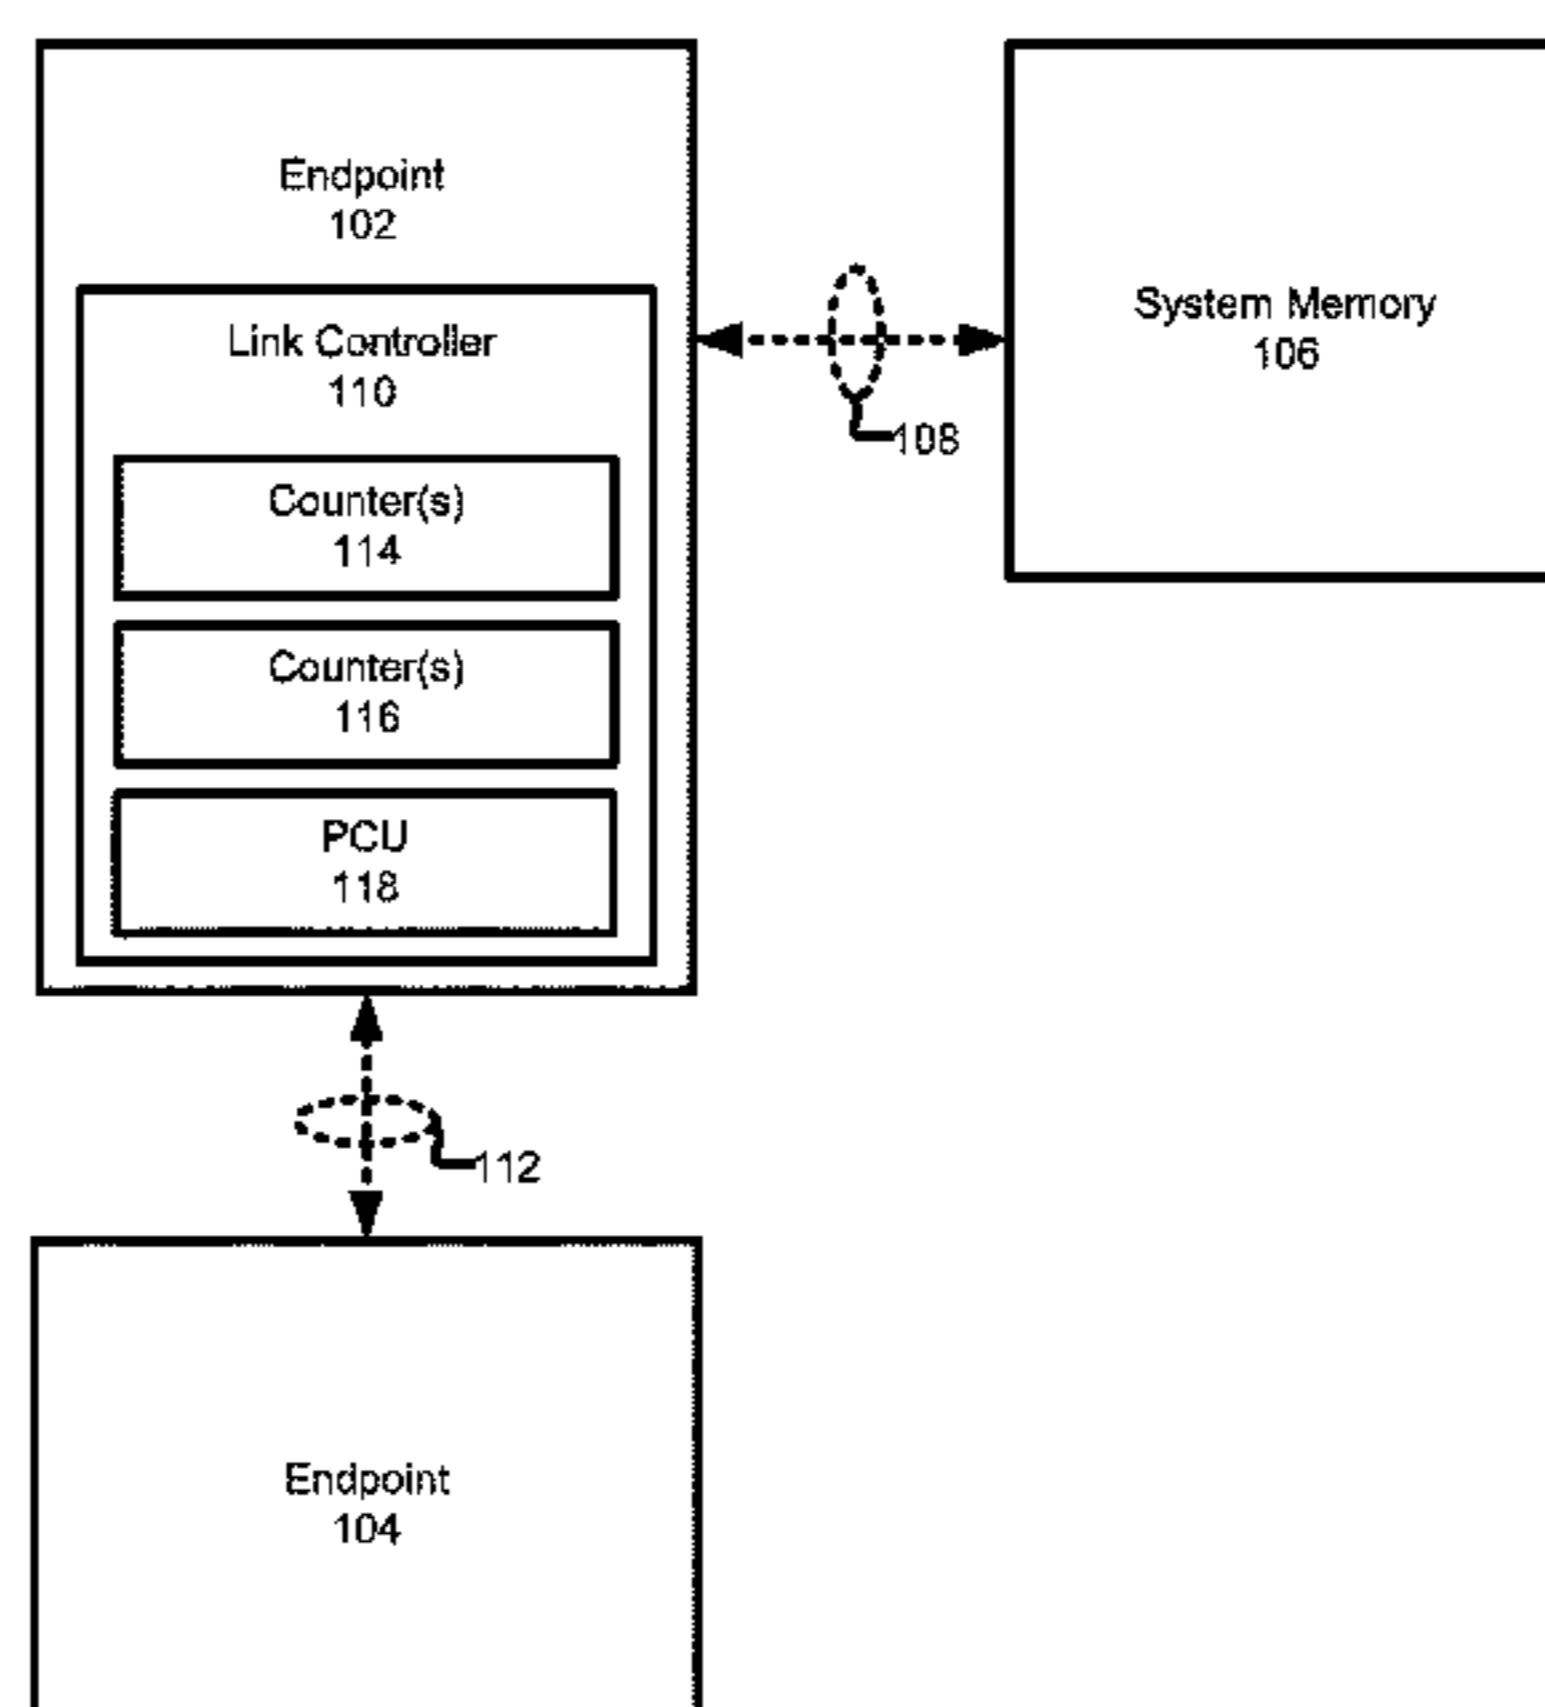 Endpoint
102
Link Controller
110
Counter(s)
114
Counter(s)
116
PCU
118
System Memory
106
108
112
Endpoint
104